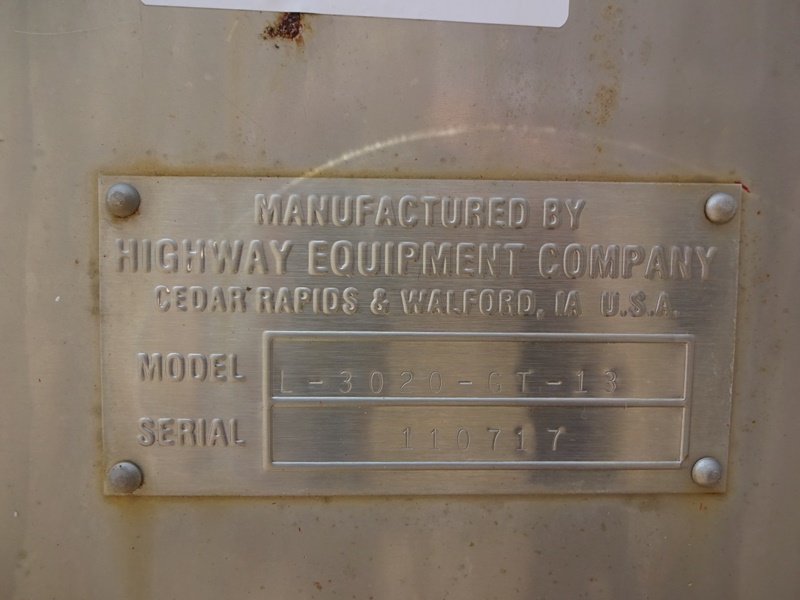 MANUFACTURED BY
HIGHWAY EQUIPMENT COMPANY
CEDAR RAPIDS & WALFORD, IA U.S.A.
MODEL L-3020-GT-13
SERIAL 110717